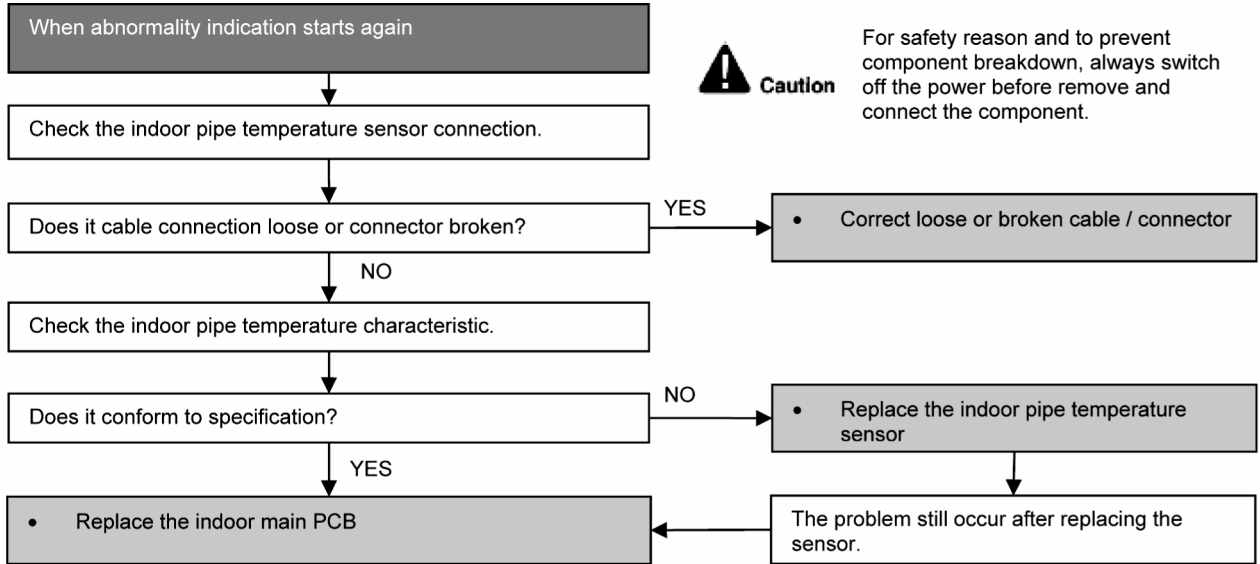 When abnormality indication starts again
Caution
For safety reason and to prevent
component breakdown, always switch
off the power before remove and
connect the component.
Check the indoor pipe temperature sensor connection.
Does it cable connection loose or connector broken?
YES
• Correct loose or broken cable / connector
NO
Check the indoor pipe temperature characteristic.
Does it conform to specification?
NO
• Replace the indoor pipe temperature
sensor
YES
• Replace the indoor main PCB
The problem still occur after replacing the
sensor.